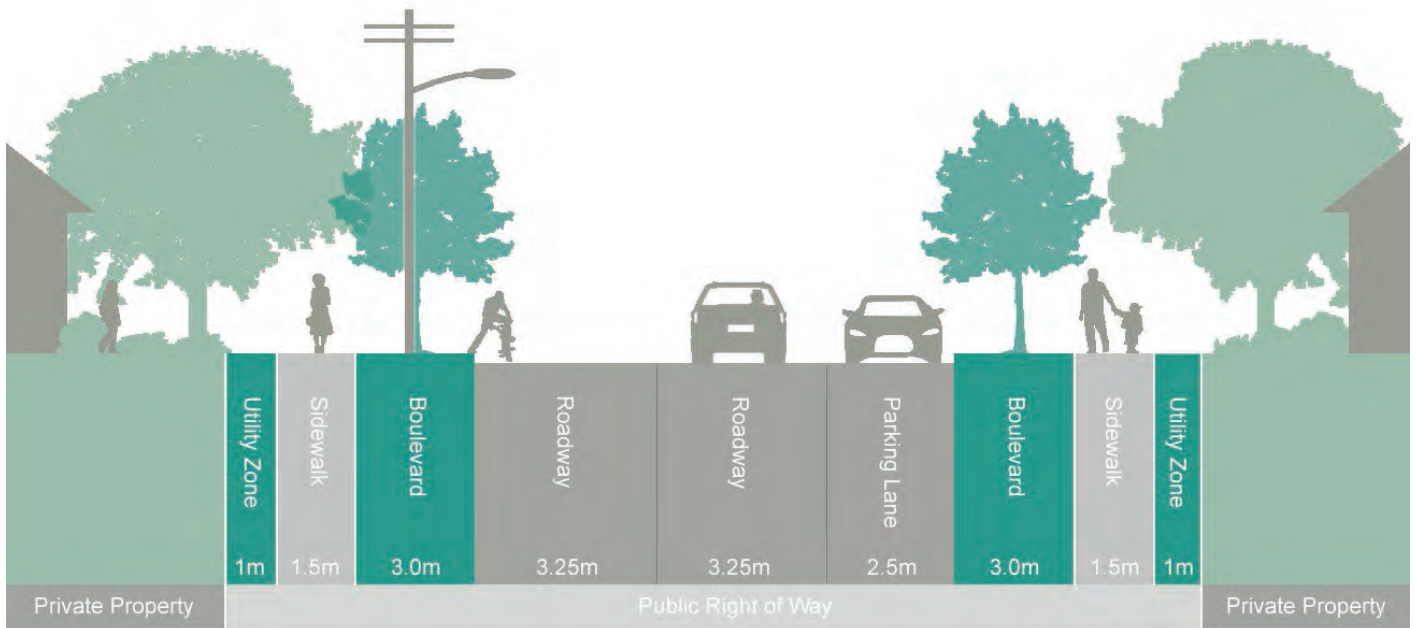 Utility Zone
Sidewalk
Boulevard
Roadway
Roadway
Parking Lane
Boulevard
Sidewalk
Utility Zone
1m
1.5m
3.0m
3.25m
3.25m
2.5m
3.0m
1.5m
1m
Private Property
Public Right of Way
Private Property